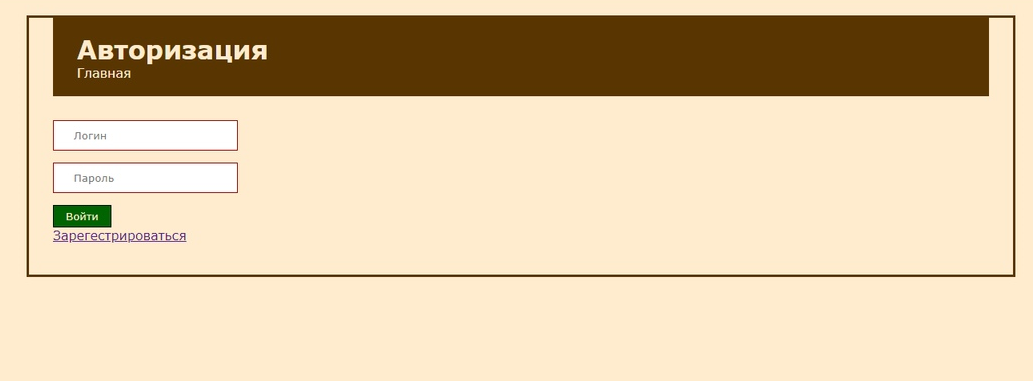 Авторизация
Главная
Логин
Пароль
Войти
Зарегестрироваться